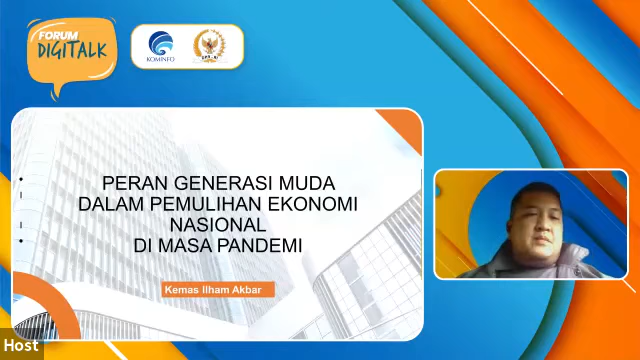 FORUM
DIGITALK
KOMINFO
PERAN GENERASI MUDA
DALAM PEMULIHAN EKONOMI
NASIONAL
DI MASA PANDEMI
Kemas Ilham Akbar
Host